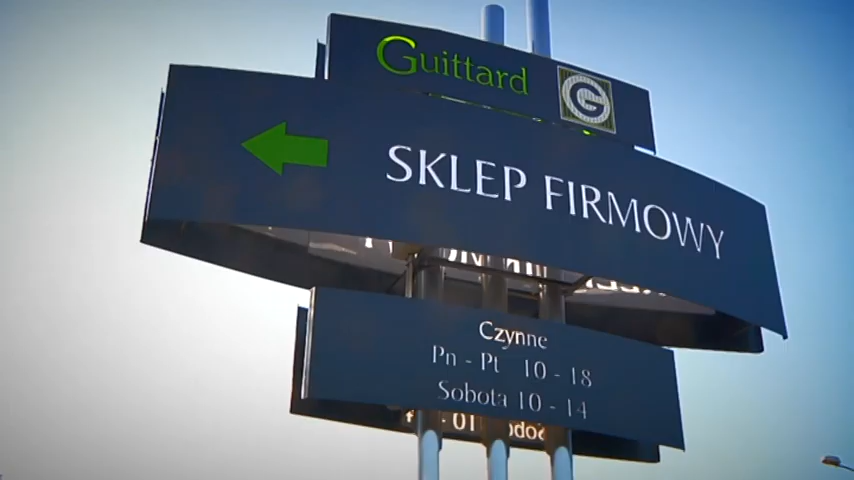 Guittard
SKLEP FIRMOWY
Czynne
Pn - Pt 10 - 18
Sobota 10 - 14